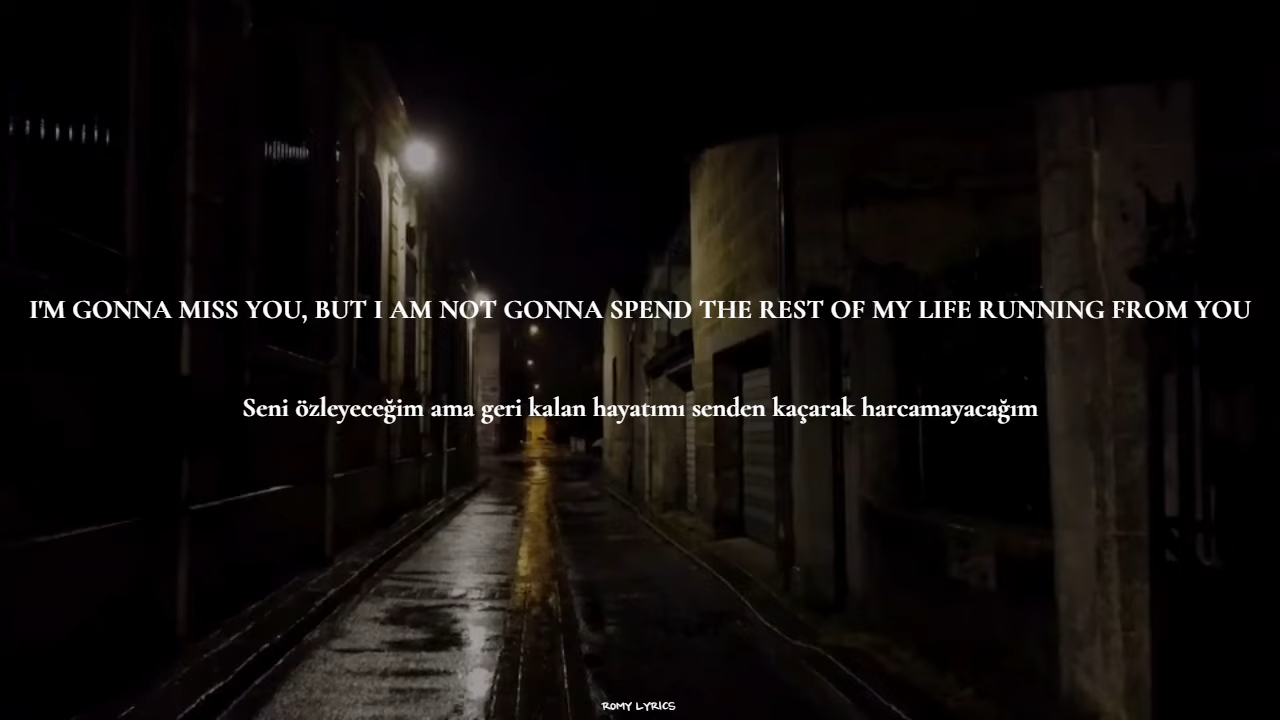 I'M GONNA MISS YOU, BUT I AM NOT GONNA SPEND THE REST OF MY LIFE RUNNING FROM YOU
Seni özleyeceğim ama geri kalan hayatımı senden kaçarak harcamayacağım
ROMY LYRICS